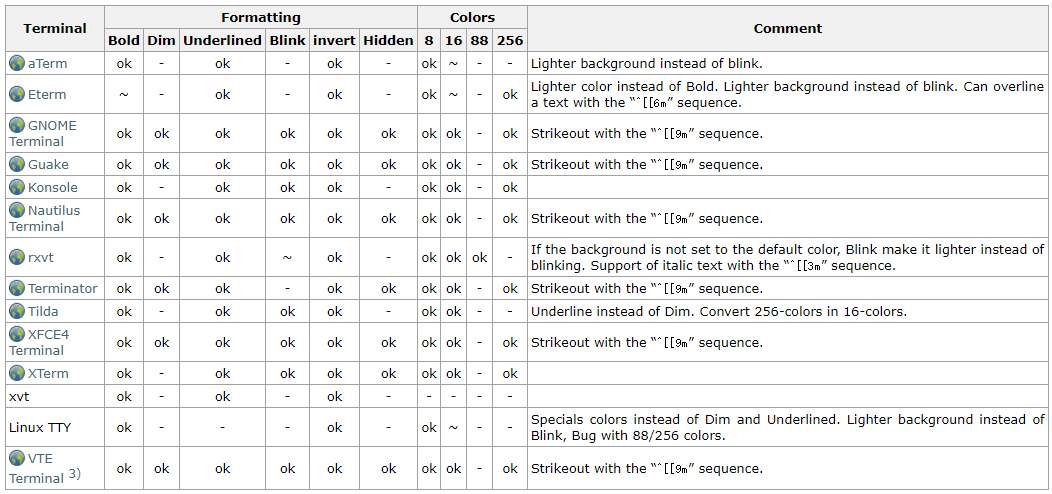 Terminal Formatting Colors Comment
Bold Dim Underlined Blink invert Hidden 8 16 88 256
aTerm ok - ok - ok - ok ~ - - Lighter background instead of blink.
Eterm ~ - ok - ok - ok ~ - ok Lighter color instead of Bold. Lighter background instead of blink. Can overline
a text with the “^[[6m” sequence.
GNOME
Terminal ok ok ok ok ok ok ok ok - ok Strikeout with the “^[[9m” sequence.
Guake ok ok ok ok ok ok ok ok - ok Strikeout with the “^[[9m” sequence.
Konsole ok - ok ok ok - ok ok - ok
Nautilus
Terminal ok ok ok ok ok ok ok ok - ok Strikeout with the “^[[9m” sequence.
rxvt ok - ok ~ ok - ok ok ok - If the background is not set to the default color, Blink make it lighter instead of
blinking. Support of italic text with the “^[[3m” sequence.
Terminator ok ok ok - ok ok ok ok - ok Strikeout with the “^[[9m” sequence.
Tilda ok - ok ok ok - ok ok - - Underline instead of Dim. Convert 256-colors in 16-colors.
XFCE4
Terminal ok ok ok ok ok ok ok ok - ok Strikeout with the “^[[9m” sequence.
XTerm ok - ok ok ok ok ok ok - ok
xvt ok - ok - ok - - - - -
Linux TTY ok - - - ok - ok ~ - - Specials colors instead of Dim and Underlined. Lighter background instead of
Blink, Bug with 88/256 colors.
VTE
Terminal 3) ok ok ok ok ok ok ok ok - ok Strikeout with the “^[[9m” sequence.